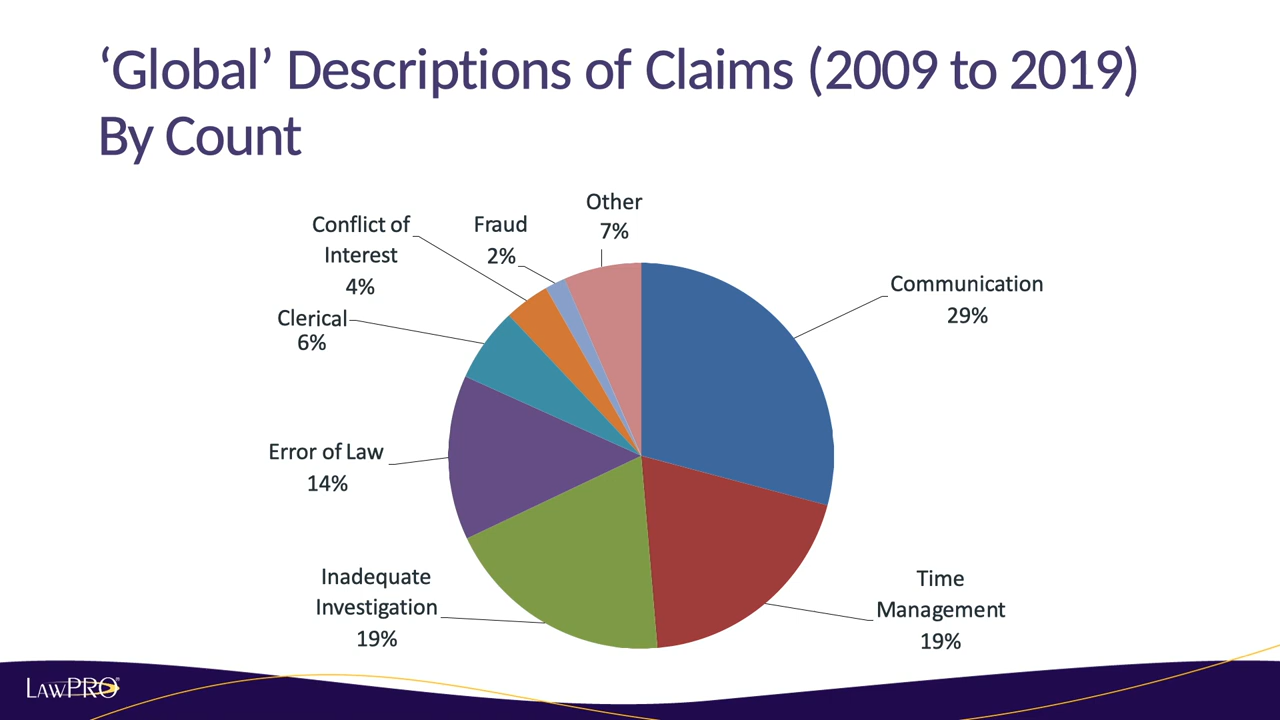 ‘Global’ Descriptions of Claims (2009 to 2019)
By Count
Other
7%
Fraud
2%
Conflict of
Interest
4%
Clerical
6%
Error of Law
14%
Inadequate
Investigation
19%
Communication
29%
Time
Management
19%
LAWPRO®